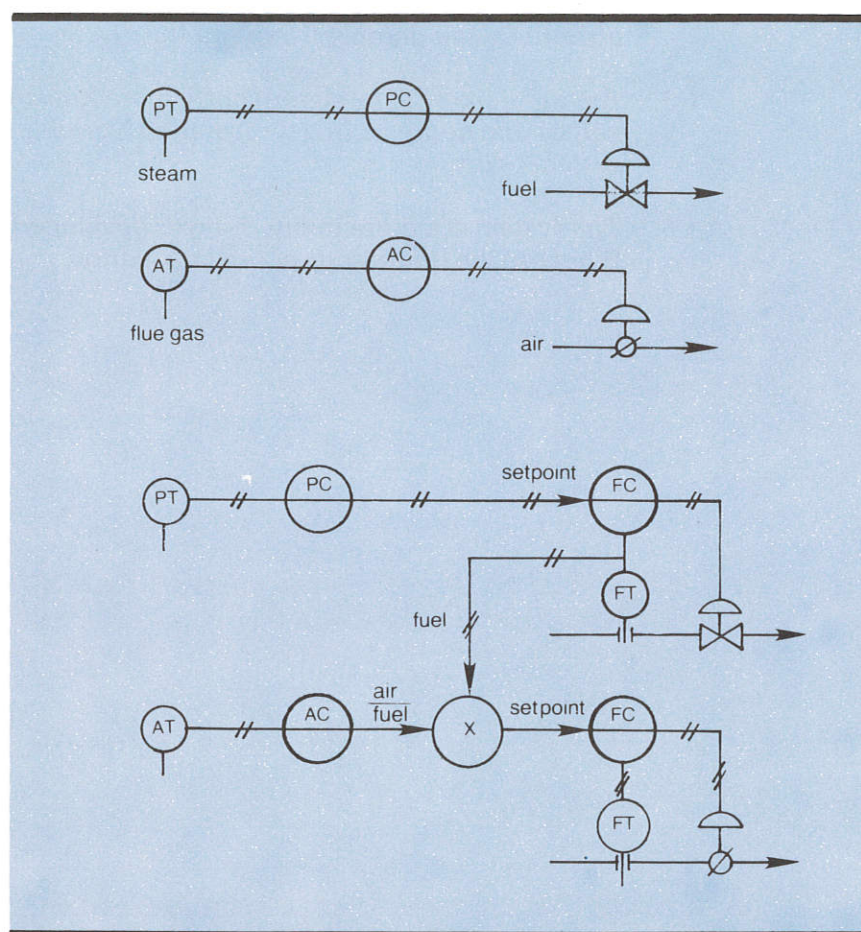 PT
PC
steam
fuel
AT
AC
flue gas
air
setpoint
PT
PC
FC
FT
fuel
air
fuel
setpoint
AT
AC
X
FC
FT